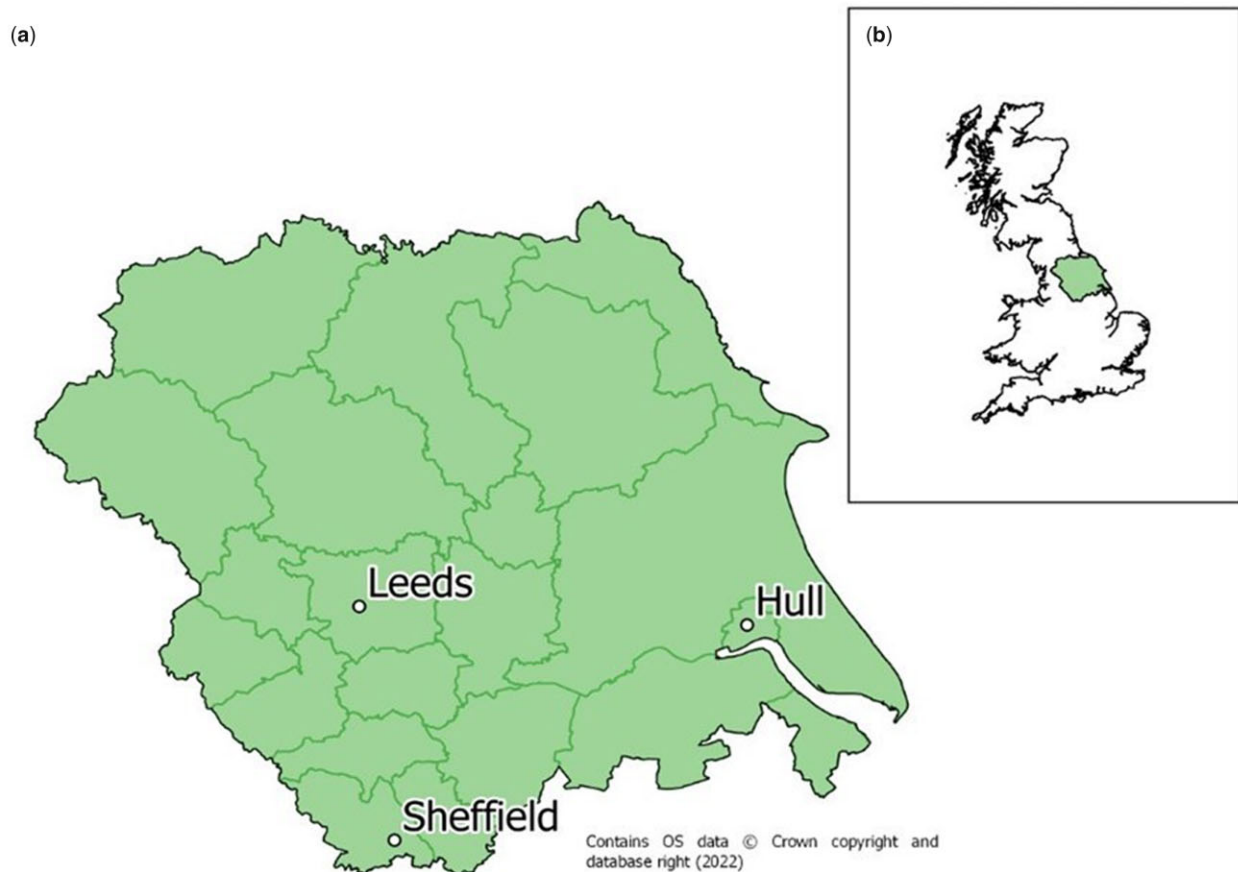 (a)
(b)
Leeds
Hull
Sheffield
Contains OS data © Crown copyright and
database right (2022)